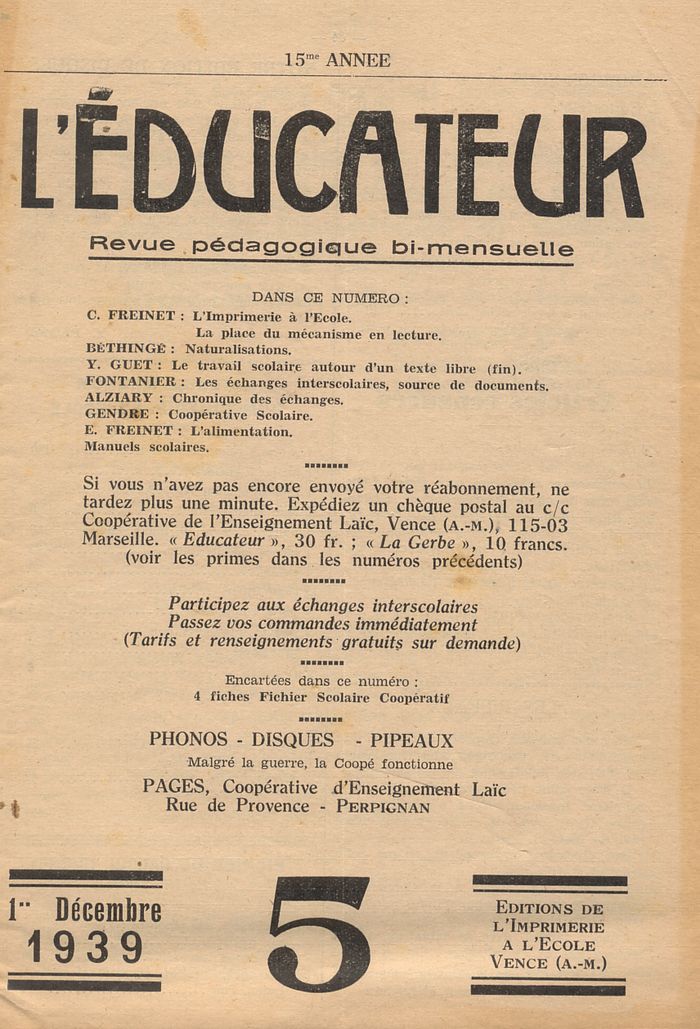 15me ANNEE
L'ÉDUCATEUR
Revue pédagogique bi-mensuelle
DANS CE NUMERO :
C. FREINET : L'Imprimerie à l'Ecole.
La place du mécanisme en lecture.
BÉTHINGÉ : Naturalisations.
Y. GUET : Le travail scolaire autour d'un texte libre (fin).
FONTANIER : Les échanges interscolaires, source de documents.
ALZIARY : Chronique des échanges.
GENDRE : Coopérative Scolaire.
E. FREINET : L'alimentation.
Manuels scolaires.
Si vous n'avez pas encore envoyé votre réabonnement, ne
tardez plus une minute. Expédiez un chèque postal au c/c
Coopérative de l'Enseignement Laïc, Vence (A.-M.), 115-03
Marseille. « Educateur », 30 fr. ; « La Gerbe », 10 francs.
(voir les primes dans les numéros précédents)
Participez aux échanges interscolaires
Passez vos commandes immédiatement
(Tarifs et renseignements gratuits sur demande)
Encartées dans ce numéro :
4 fiches Fichier Scolaire Coopératif
PHONOS - DISQUES - PIPEAUX
Malgré la guerre, la Coopé fonctionne
PAGES, Coopérative d'Enseignement Laïc
Rue de Provence - PERPIGNAN
1er Décembre
1939
5
EDITIONS DE
L'IMPRIMERIE
A L'ECOLE
VENCE (A.-M.)